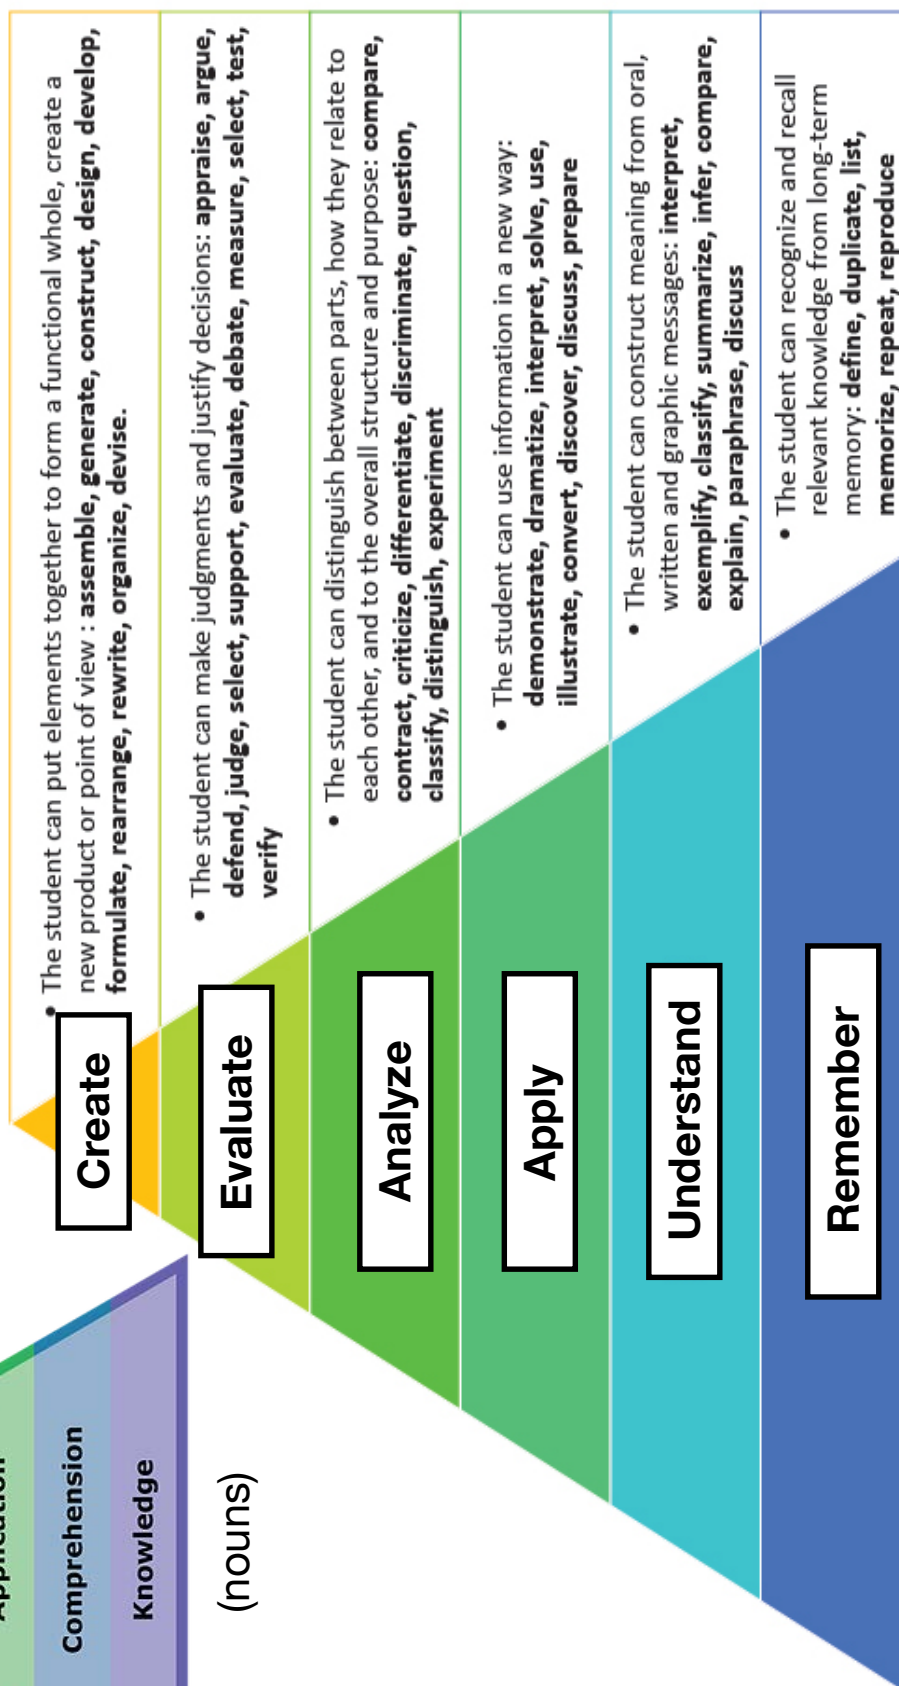 Create
• The student can put elements together to form a functional whole, create a
new product or point of view : assemble, generate, construct, design, develop,
formulate, rearrange, rewrite, organize, devise.
Evaluate
• The student can make judgments and justify decisions: appraise, argue,
defend, judge, select, support, evaluate, debate, measure, select, test,
verify
Analyze
• The student can distinguish between parts, how they relate to
each other, and to the overall structure and purpose: compare,
contract, criticize, differentiate, discriminate, question,
classify, distinguish, experiment
Apply
• The student can use information in a new way:
demonstrate, dramatize, interpret, solve, use,
illustrate, convert, discover, discuss, prepare
Understand
• The student can construct meaning from oral,
written and graphic messages: interpret,
exemplify, classify, summarize, infer, compare,
explain, paraphrase, discuss
Remember
• The student can recognize and recall
relevant knowledge from long-term
memory: define, duplicate, list,
memorize, repeat, reproduce
Comprehension
Knowledge
(nouns)